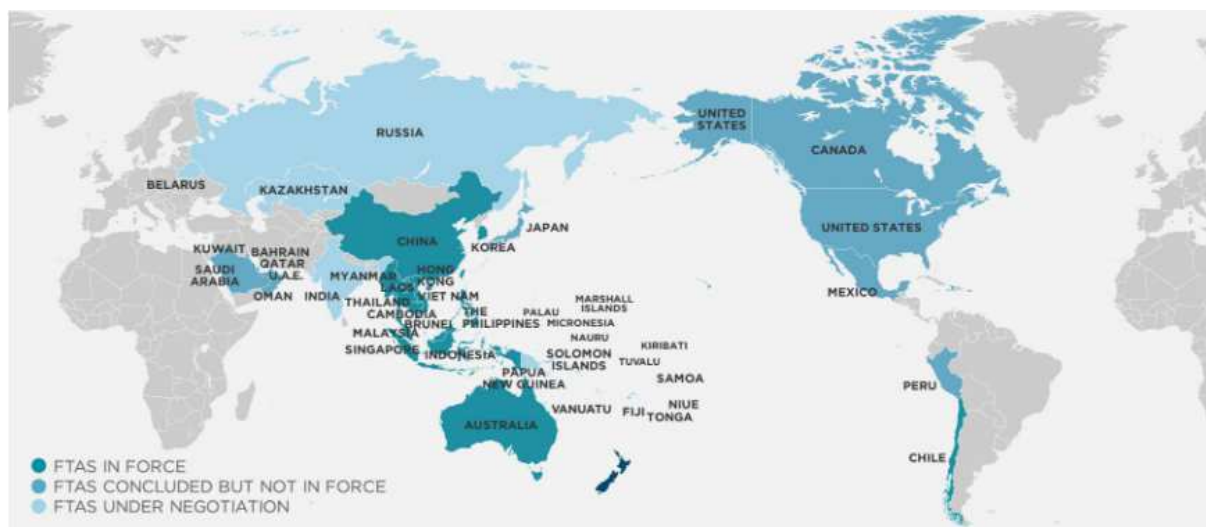 UNITED
STATES
RUSSIA
CANADA
BELARUS
KAZAKHSTAN
UNITED STATES
JAPAN
KOREA
CHINA
KUWAIT
BAHRAIN
QATAR
U.A.E.
SAUDI
ARABIA
OMAN
INDIA
MYANMAR
HONG
KONG
LAOS
VIET NAM
THAILAND
CAMBODIA
BRUNEI
THE
PHILIPPINES
MALAYSIA
SINGAPORE
INDONESIA
MEXICO
PALAU
MARSHALL
ISLANDS
MICRONESIA
NAURU
KIRIBATI
SOLOMON
ISLANDS
TUVALU
PAPUA
NEW GUINEA
SAMOA
PERU
VANUATU
FIJI
NIUE
TONGA
AUSTRALIA
CHILE
FTAS IN FORCE
FTAS CONCLUDED BUT NOT IN FORCE
FTAS UNDER NEGOTIATION